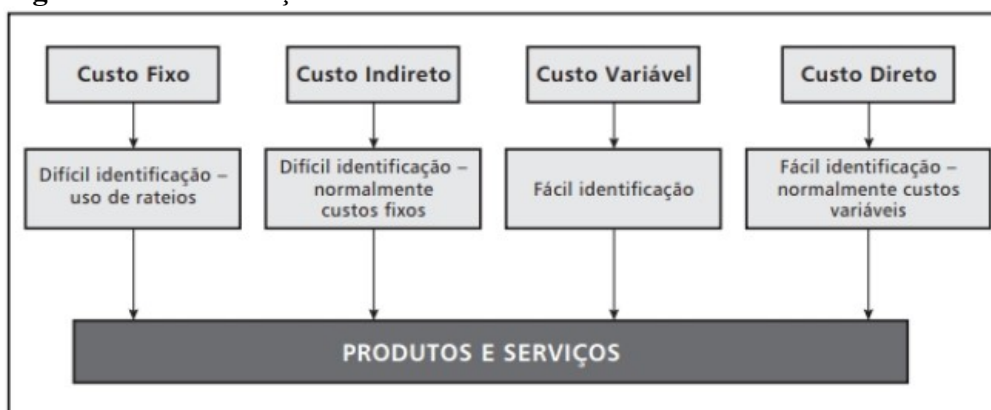 Custo Fixo
Difícil identificação –
uso de rateios
Custo Indireto
Difícil identificação –
normalmente
custos fixos
Custo Variável
Fácil identificação
Custo Direto
Fácil identificação –
normalmente custos
variáveis
PRODUTOS E SERVIÇOS